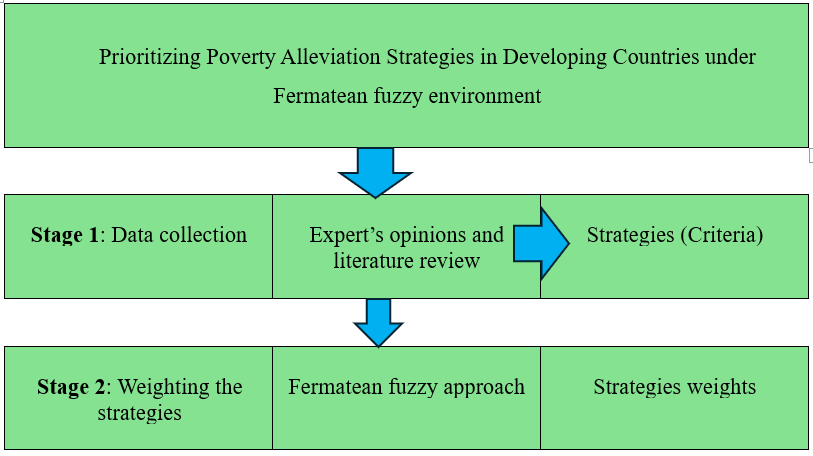 Prioritizing Poverty Alleviation Strategies in Developing Countries under
Fermatean fuzzy environment
Stage 1: Data collection
Expert’s opinions and
literature review
Strategies (Criteria)
Stage 2: Weighting the
strategies
Fermatean fuzzy approach
Strategies weights